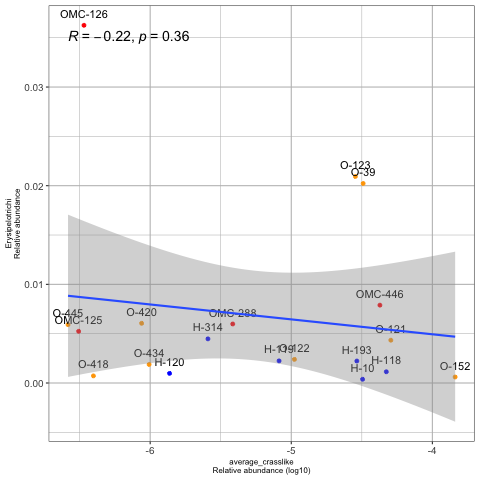 OMC-126
R = −0.22, p = 0.36
0.03
O-123
O-39
0.02
Erysipelotrichi
Relative abundance
0.01
OMC-446
O-445
O-420
OMC-288
OMC-125
H-314
O-121
O-434
H-119
O-122
H-193
O-418
H-120
H-10
H-118
O-152
0.00
-6
-5
-4
average_crasslike
Relative abundance (log10)